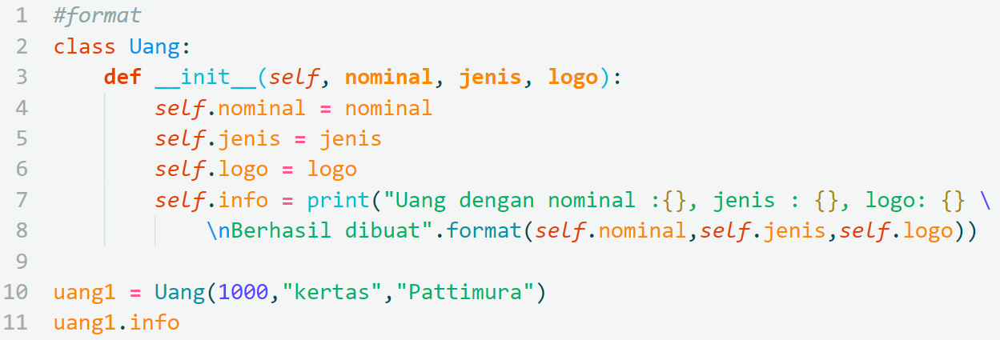 1 #format
2 class Uang:
3     def __init__(self, nominal, jenis, logo):
4         self.nominal = nominal
5         self.jenis = jenis
6         self.logo = logo
7         self.info = print("Uang dengan nominal :{}, jenis : {}, logo: {} \
8             \nBerhasil dibuat".format(self.nominal,self.jenis,self.logo))
9
10 uang1 = Uang(1000,"kertas","Pattimura")
11 uang1.info